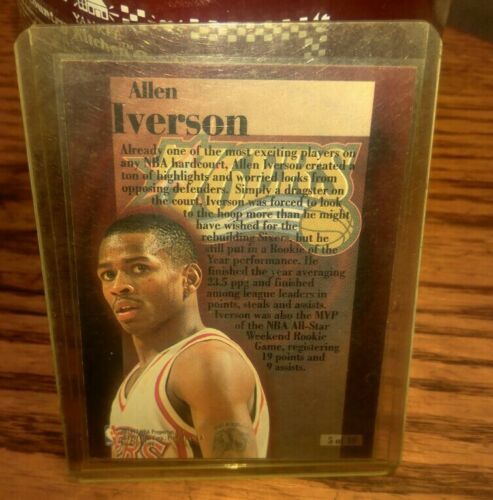 Allen
Iverson
Already one of the most exciting players on
any NBA hardcourt, Allen Iverson created a
ton of highlights and worried looks from
opposing defenders. Simply a dragster on
the court, Iverson was forced to look
to the hoop more than he might
have wished for the
rebuilding Sixers, but he
still put in a Rookie of the
Year performance. He
finished the year averaging
23.5 ppg and finished
among league leaders in
points, steals and assists.
Iverson was also the MVP
of the NBA All-Star
Weekend Rookie
Game, registering
19 points and
9 assists.
NBA Properties
5 of